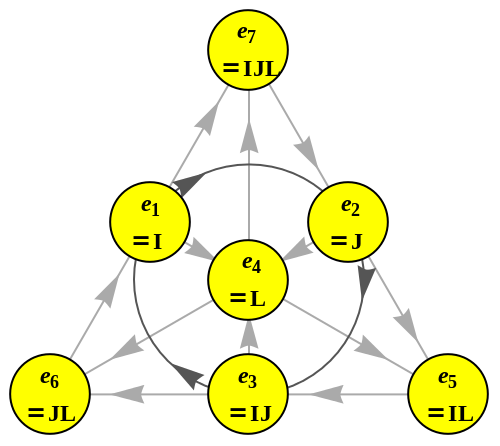 e₇
=IJL
e₁
=I
e₂
=J
e₄
=L
e₆
=JL
e₃
=IJ
e₅
=IL